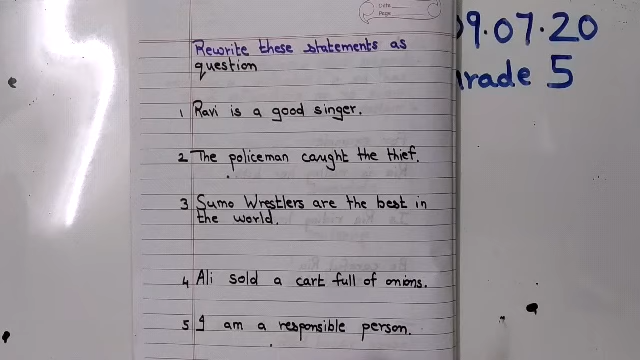 Date
Page
09.07.20
Grade 5
Rewrite these statements as
question
1 Ravi is a good singer.
2 The policeman caught the thief.
3 Sumo Wrestlers are the best in
the world.
4 Ali sold a cart full of onions.
5 I am a responsible person.